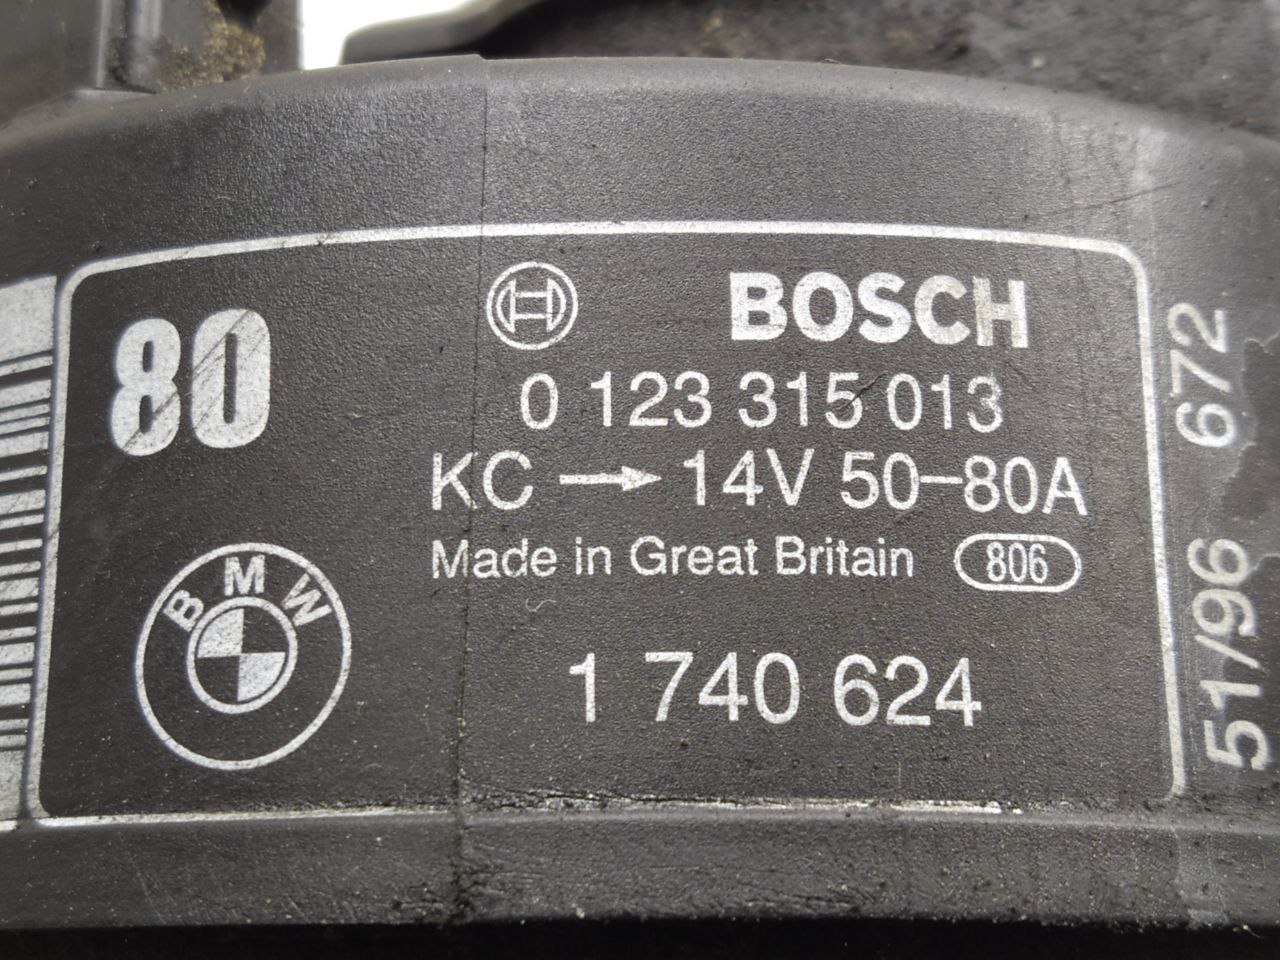 80
BOSCH
0 123 315 013
KC → 14V 50-80A
Made in Great Britain 806
BMW
1 740 624
51/96 672